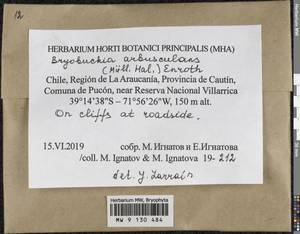 12
HERBARIUM HORTI BOTANICI PRINCIPALIS (MHA)
Bryobuckia arbusculans
(Müll. Hal.) Enroth
Chile, Región de La Araucanía, Provincia de Cautín,
Comuna de Pucón, near Reserva Nacional Villarrica
39°14'38"S – 71°56'26"W, 150 m alt.
On cliffs at roadside.
15.VI.2019 собр. М. Игнатов и Е.Игнатова
/coll. M. Ignatov & M. Ignatova 19- 212
det. J. Larraín
Herbarium MW, Bryophyta
MW 9 130 484